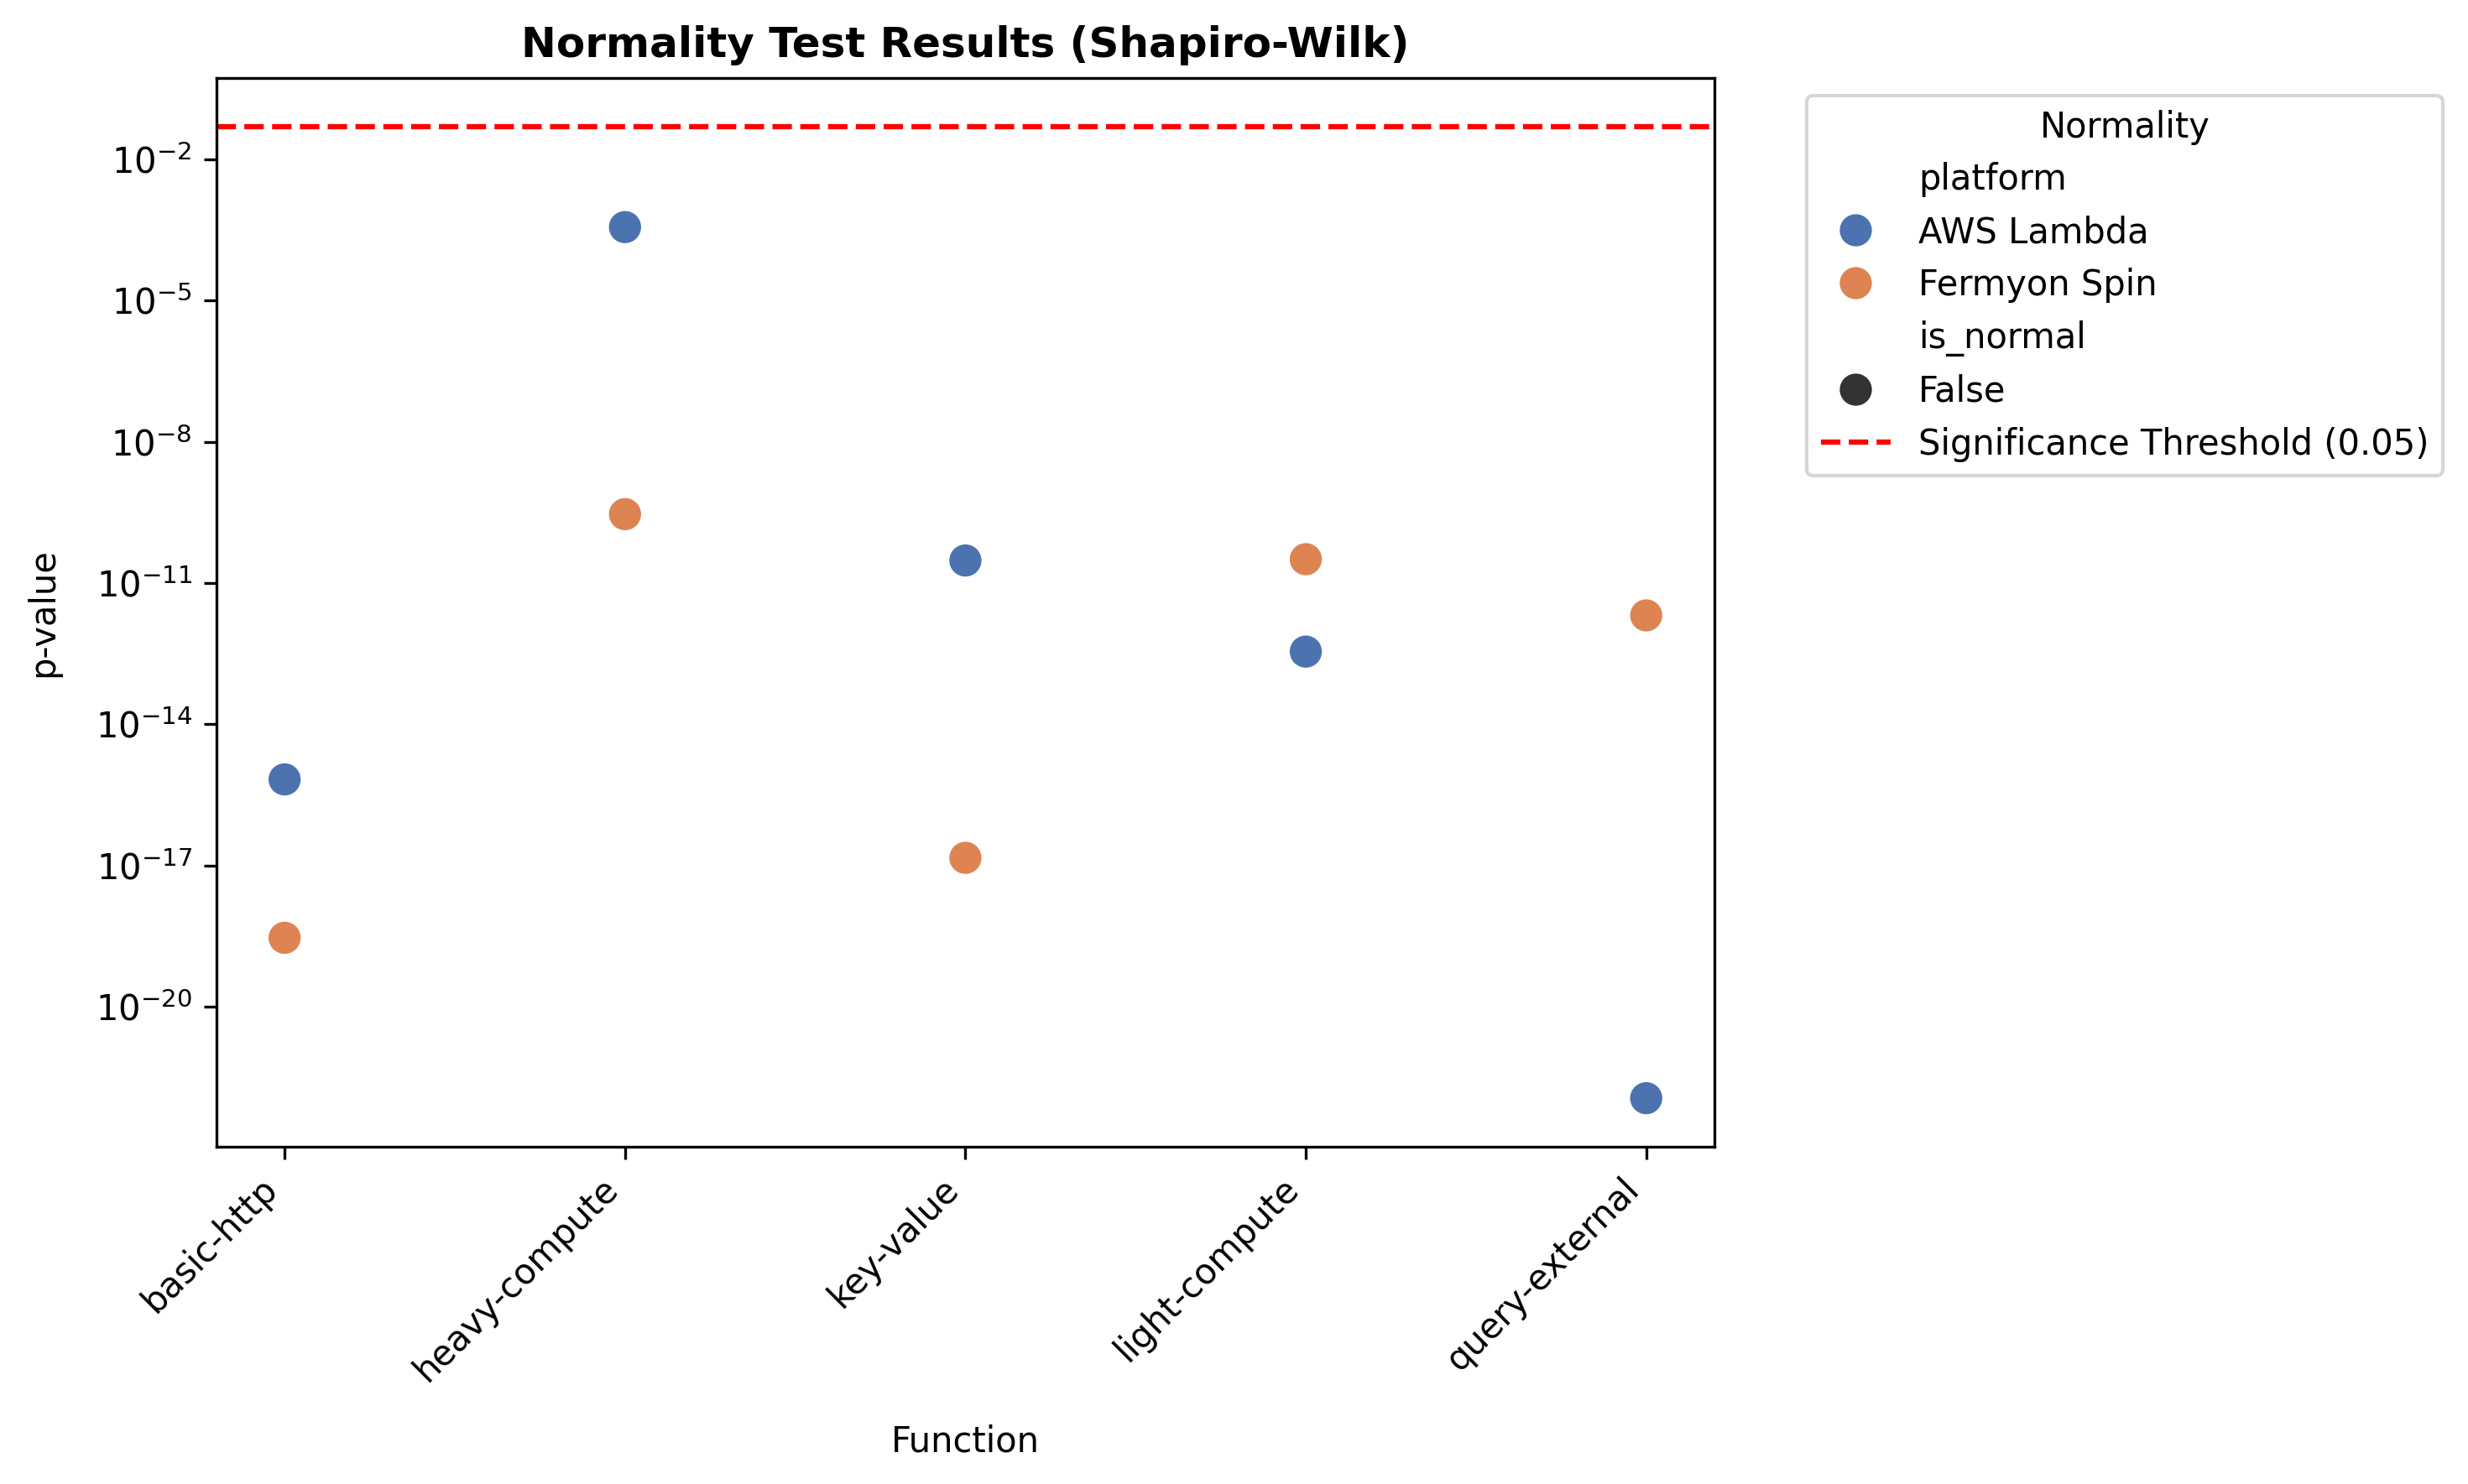 Normality Test Results (Shapiro-Wilk)
10^{-2}
10^{-5}
10^{-8}
10^{-11}
10^{-14}
10^{-17}
10^{-20}
p-value
basic-http
heavy-compute
key-value
light-compute
query-external
Function
Normality
platform
AWS Lambda
Fermyon Spin
is_normal
False
Significance Threshold (0.05)